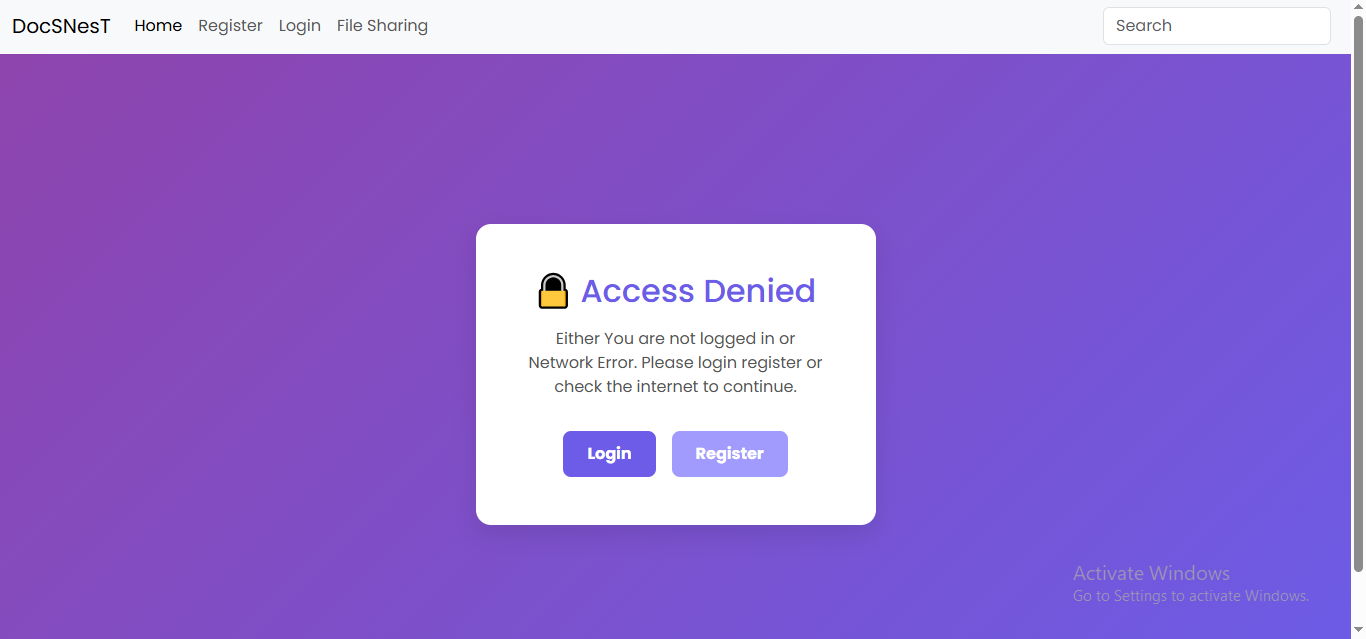 DocSNesT Home Register Login File Sharing Search
Access Denied
Either You are not logged in or
Network Error. Please login register or
check the internet to continue.
Login Register
Activate Windows
Go to Settings to activate Windows.